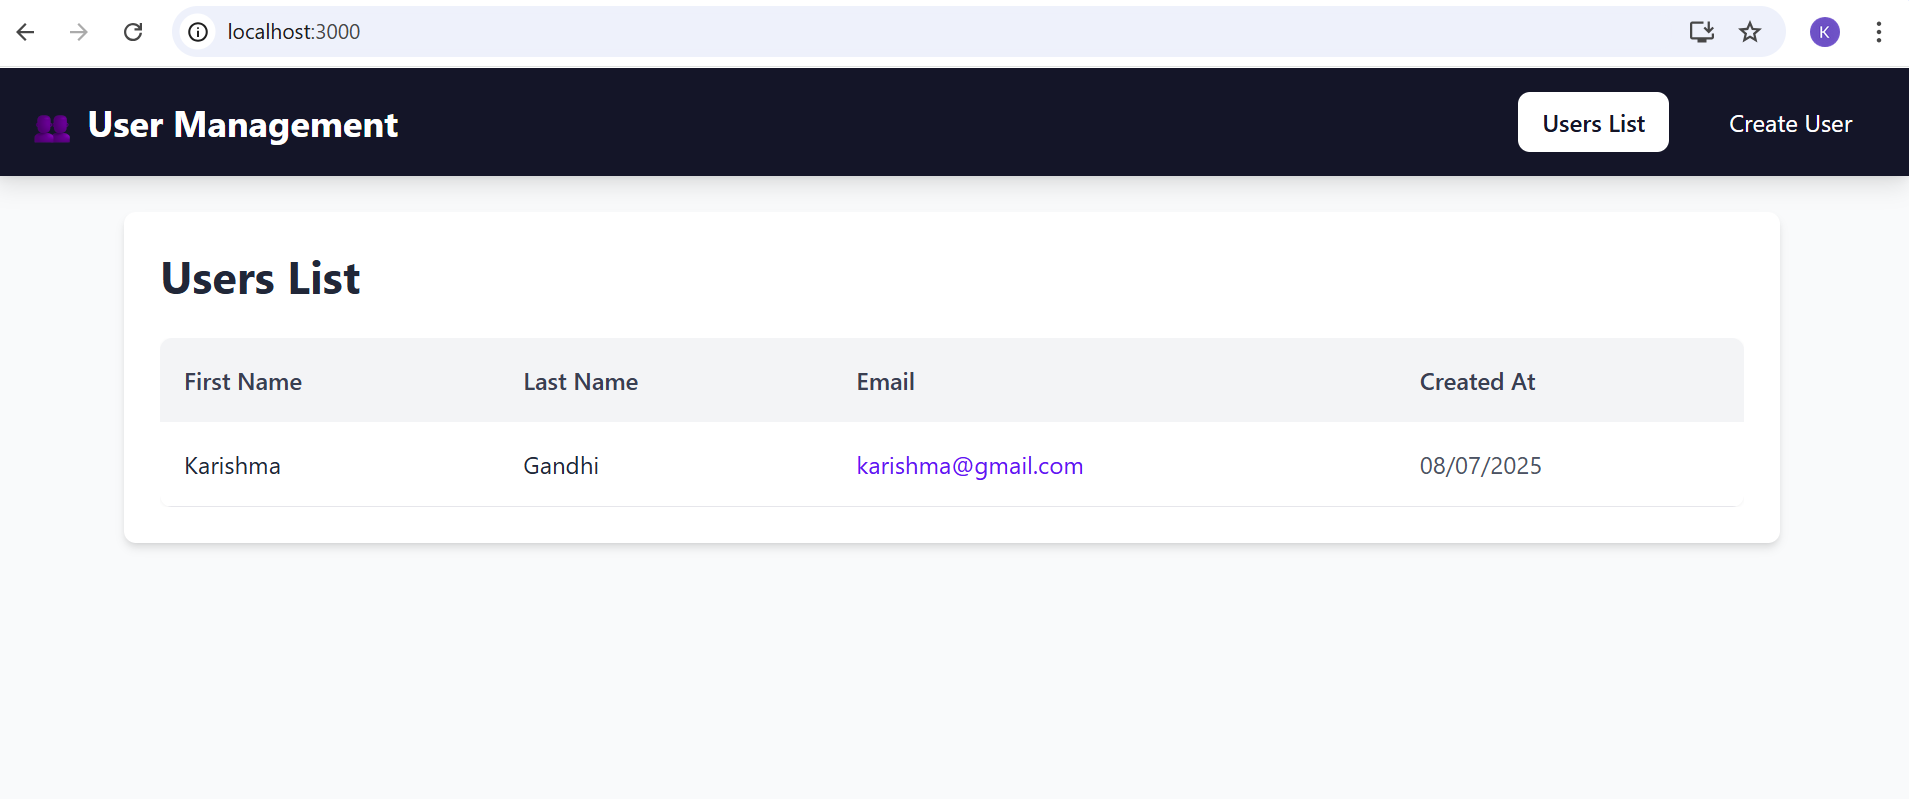 localhost:3000
K
User Management
Users List
Create User
Users List
First Name Last Name Email Created At
Karishma Gandhi karishma@gmail.com 08/07/2025